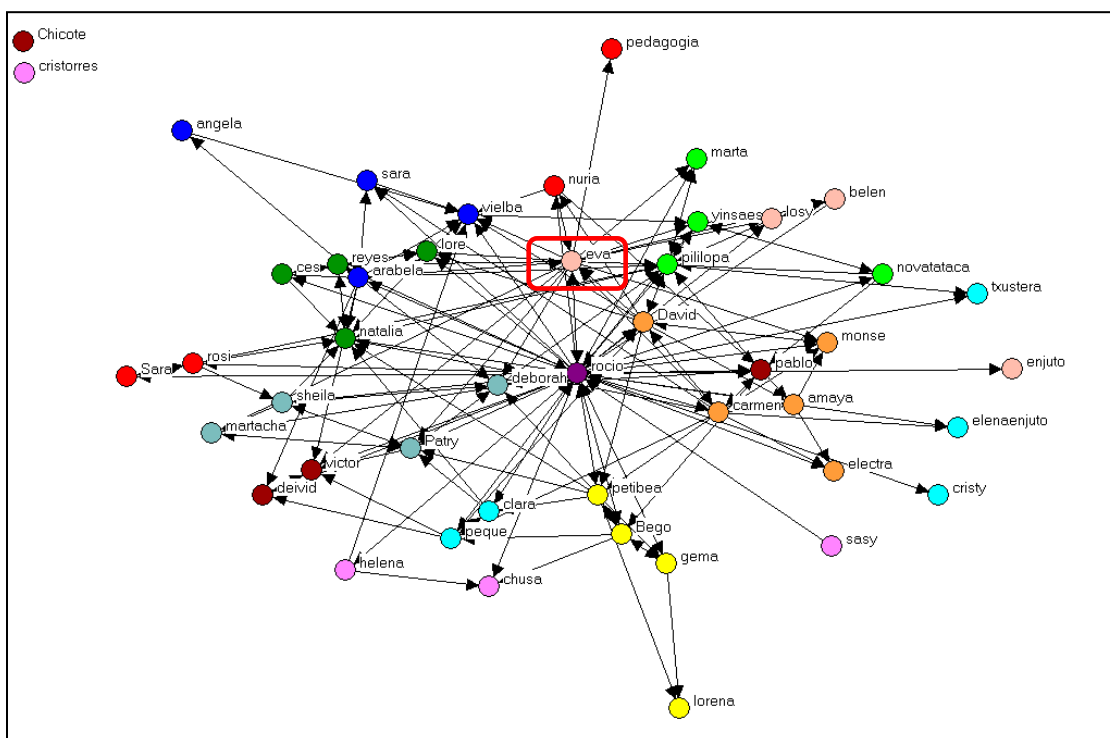 Chicote
pedagogia
cristorres
angela
marta
sara
nuria
belen
vielba
yinsaes
losy
lore
eva
reyes
pililopa
ces
arabela
novatataca
txustera
David
natalia
monse
rosi
Sara
rocio
pablo
enjuto
deborah
sheila
carmen
amaya
martacha
elenaenjuto
Patry
victor
electra
deivid
petibea
cristy
clara
Bego
peque
sasy
helena
gema
chusa
lorena